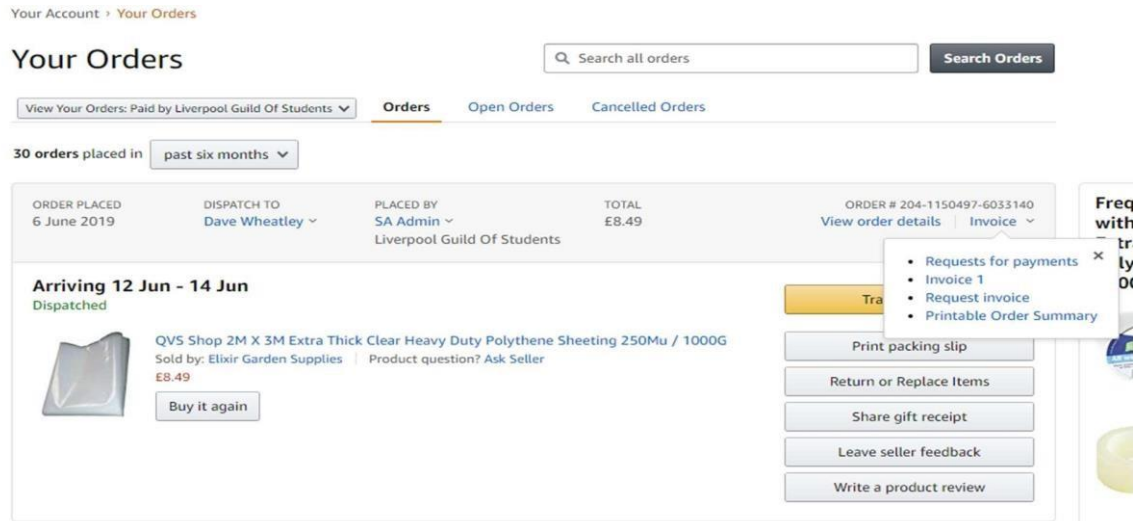 Your Account › Your Orders
Your Orders
Search all orders
Search Orders
View Your Orders: Paid by Liverpool Guild Of Students
Orders
Open Orders
Cancelled Orders
30 orders placed in past six months
ORDER PLACED
6 June 2019
DISPATCH TO
Dave Wheatley
PLACED BY
SA Admin
Liverpool Guild Of Students
TOTAL
£8.49
ORDER # 204-1150497-6033140
View order details
Invoice
• Requests for payments
• Invoice 1
• Request invoice
• Printable Order Summary
Arriving 12 Jun - 14 Jun
Dispatched
QVS Shop 2M X 3M Extra Thick Clear Heavy Duty Polythene Sheeting 250Mu / 1000G
Sold by: Elixir Garden Supplies | Product question? Ask Seller
£8.49
Buy it again
Tra
Print packing slip
Return or Replace Items
Share gift receipt
Leave seller feedback
Write a product review
Freq
with